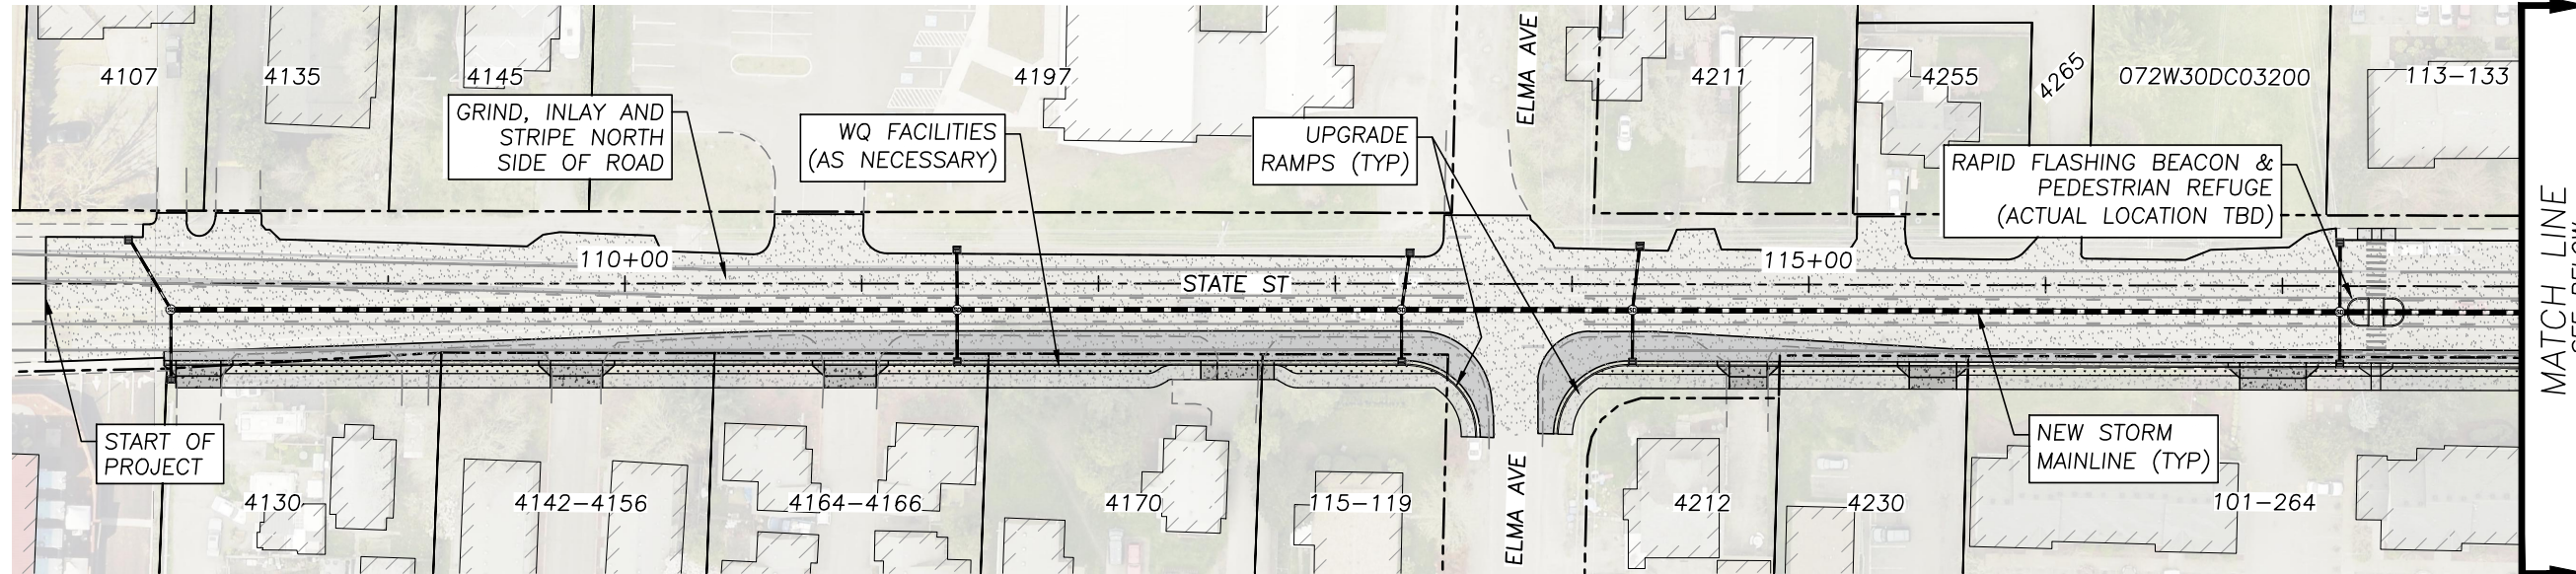 4107
4135
4145
4197
ELMA AVE
4211
4255
4265
072W30DC03200
113-133
GRIND, INLAY AND
STRIPE NORTH
SIDE OF ROAD
WQ FACILITIES
(AS NECESSARY)
UPGRADE
RAMPS (TYP)
RAPID FLASHING BEACON &
PEDESTRIAN REFUGE
(ACTUAL LOCATION TBD)
110+00
STATE ST
115+00
MATCH LINE
START OF
PROJECT
NEW STORM
MAINLINE (TYP)
4130
4142-4156
4164-4166
4170
115-119
ELMA AVE
4212
4230
101-264